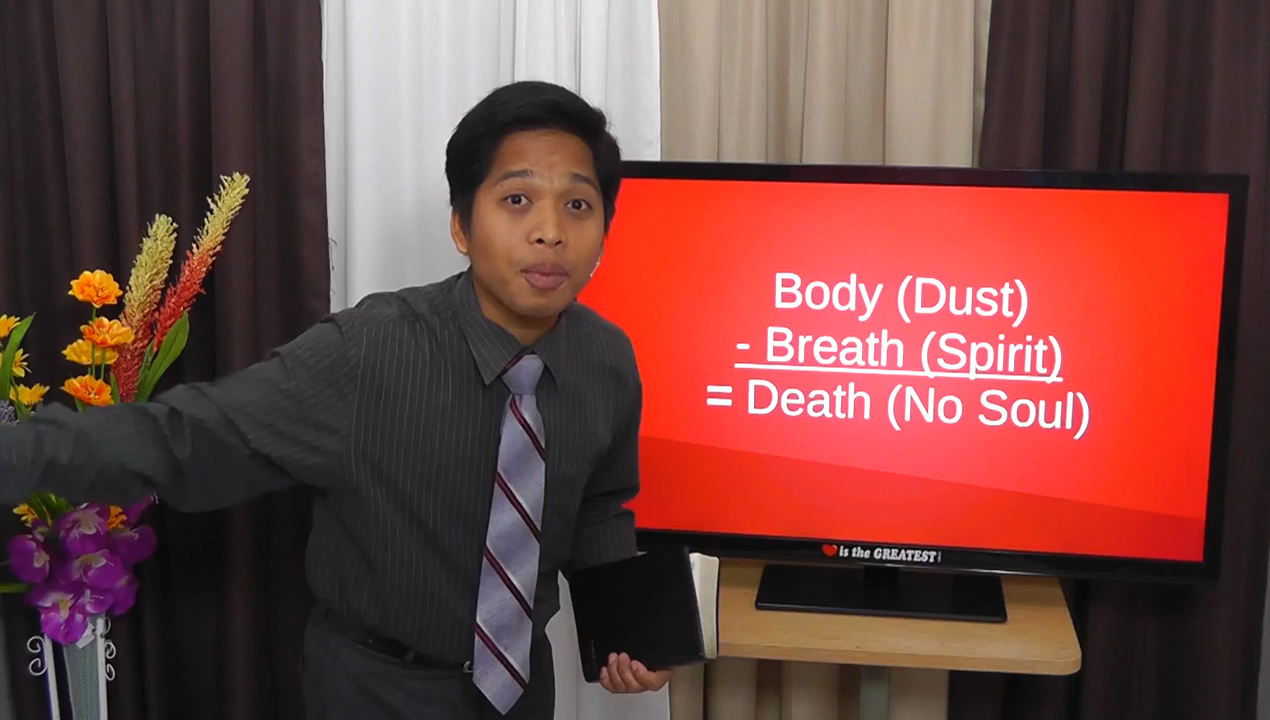 Body (Dust)
- Breath (Spirit)
= Death (No Soul)
is the GREATEST